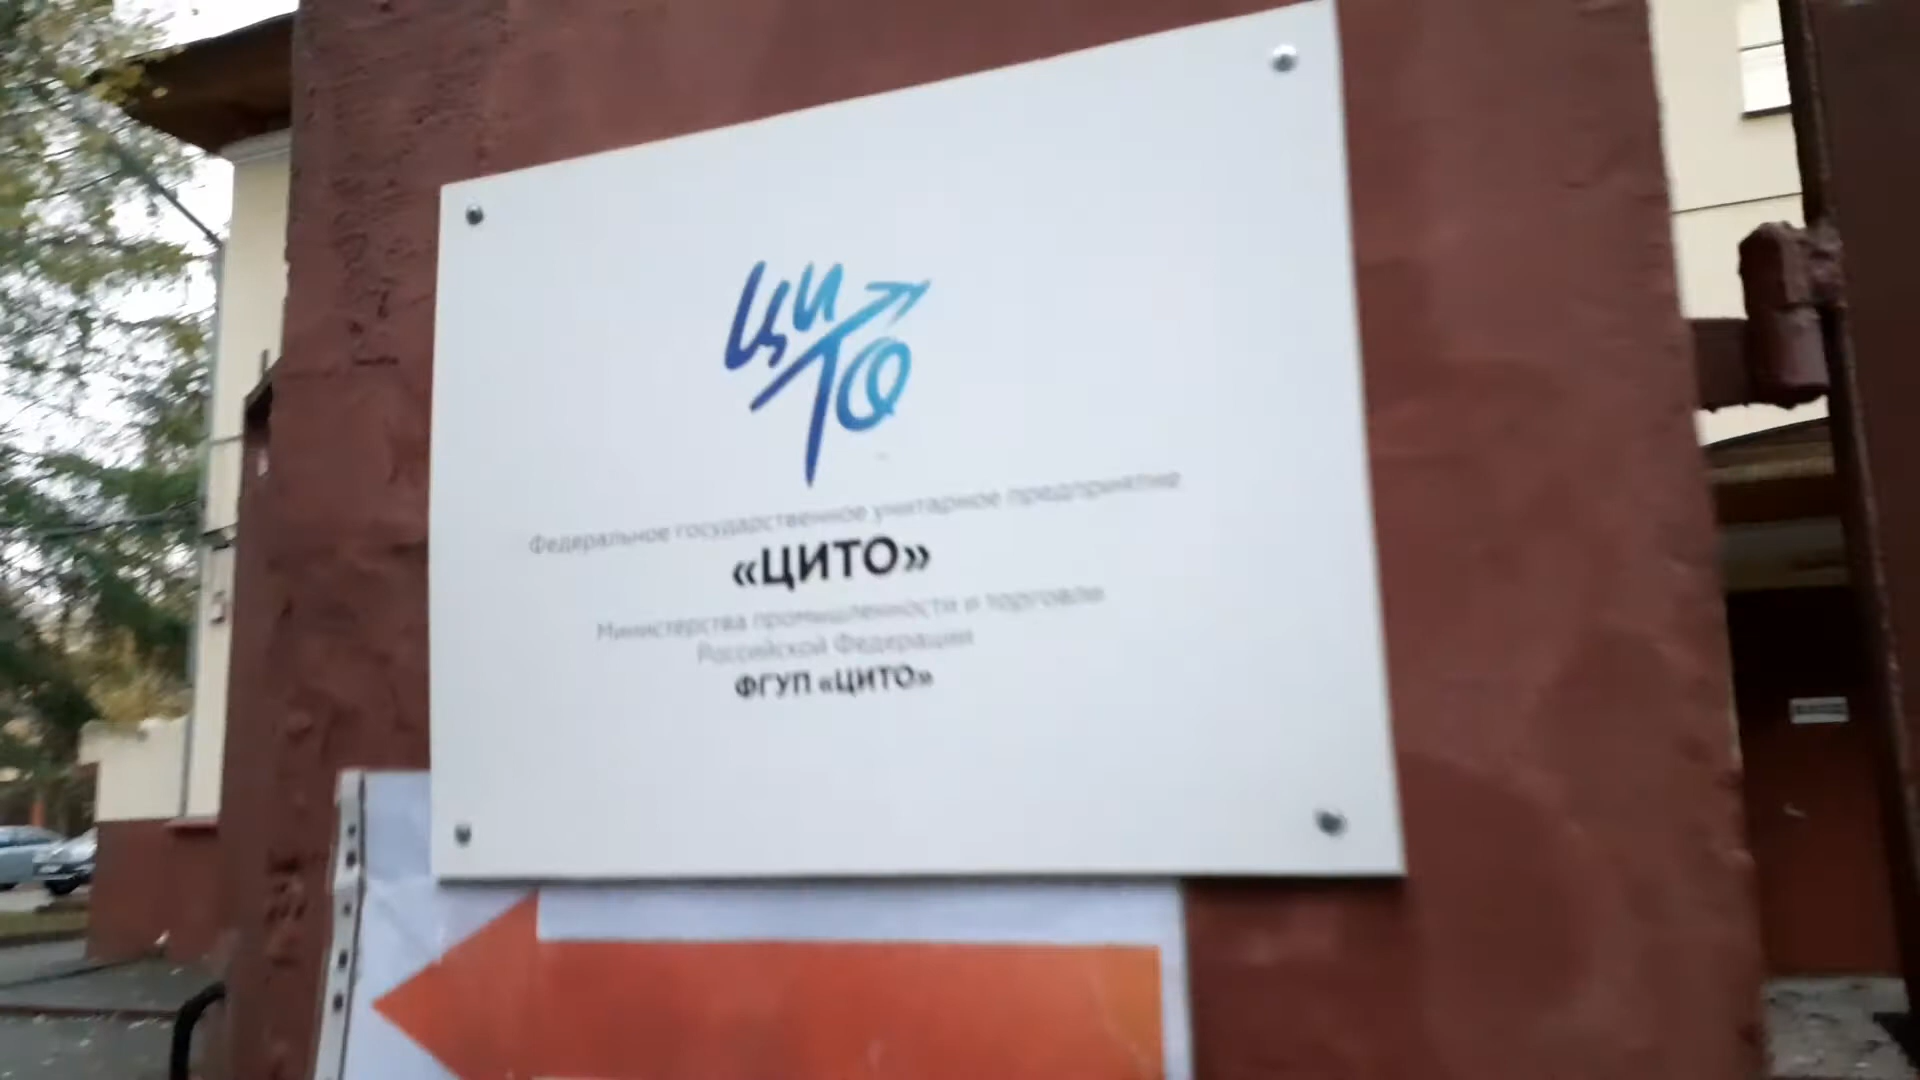 ЦИТО
Федеральное государственное унитарное предприятие
«ЦИТО»
Министерства промышленности и торговли
Российской Федерации
ФГУП «ЦИТО»